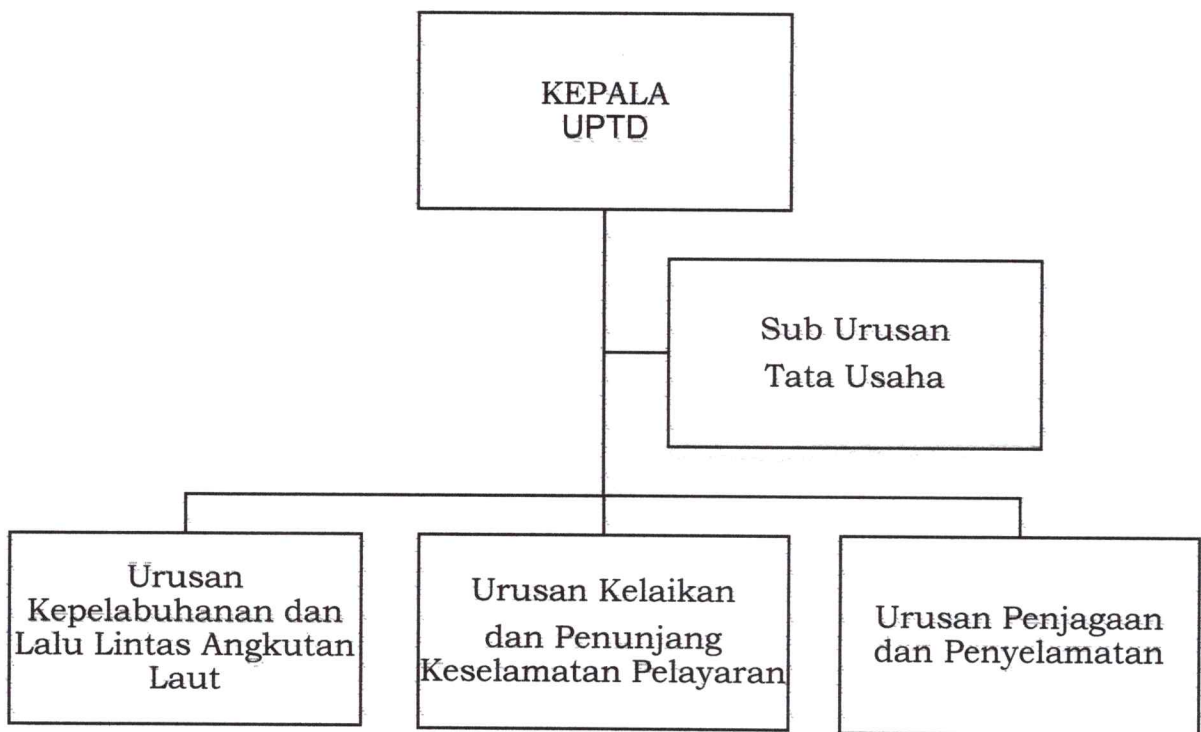 KEPALA
UPTD
Sub Urusan
Tata Usaha
Urusan
Kepelabuhanan dan
Lalu Lintas Angkutan
Laut
Urusan Kelaikan
dan Penunjang
Keselamatan Pelayaran
Urusan Penjagaan
dan Penyelamatan